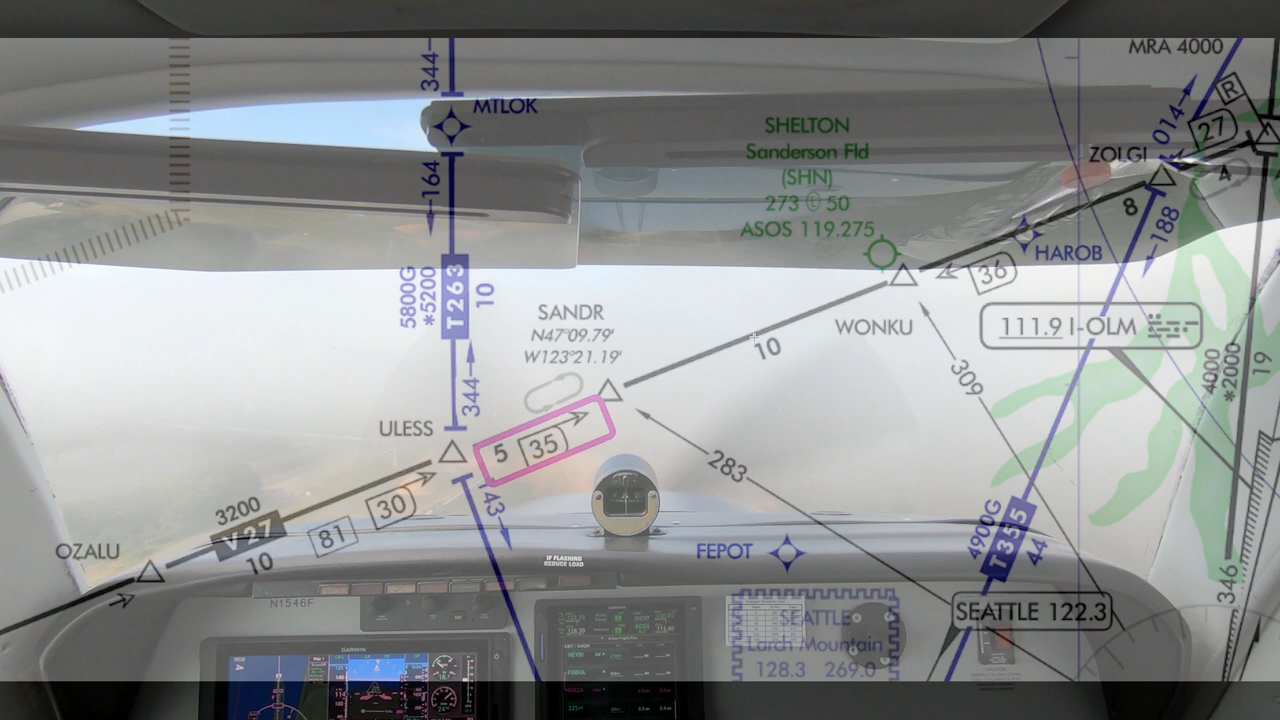 MRA 4000
344
MTLOK
SHELTON
Sanderson Fld
(SHN)
273 Ⓛ 50
ASOS 119.275
R
014
27
ZOLGI
4
164
8
188
HAROB
36
5800G
*5200
T263
10
SANDR
N47°09.79'
W123°21.19'
WONKU
111.9 I-OLM
10
344
309
4000
*2000
19
ULESS
5
35
283
30
3200
V27
81
10
OZALU
FEPOT
4900G
T355
44
346
IF FLASHING
REDUCE LOAD
N1546F
SEATTLE 122.3
SEATTLE
Larch Mountain
128.3 269.0
GARMIN